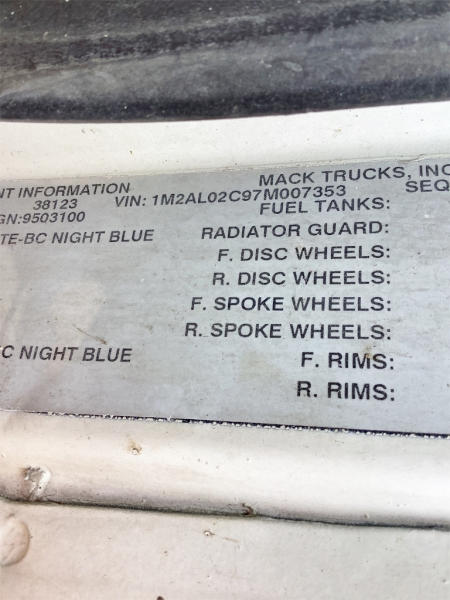 NT INFORMATION MACK TRUCKS, INC
38123 VIN: 1M2AL02C97M007353 SEQ
GN:9503100 FUEL TANKS:
TE-BC NIGHT BLUE RADIATOR GUARD:
F. DISC WHEELS:
R. DISC WHEELS:
F. SPOKE WHEELS:
R. SPOKE WHEELS:
C NIGHT BLUE F. RIMS:
R. RIMS: